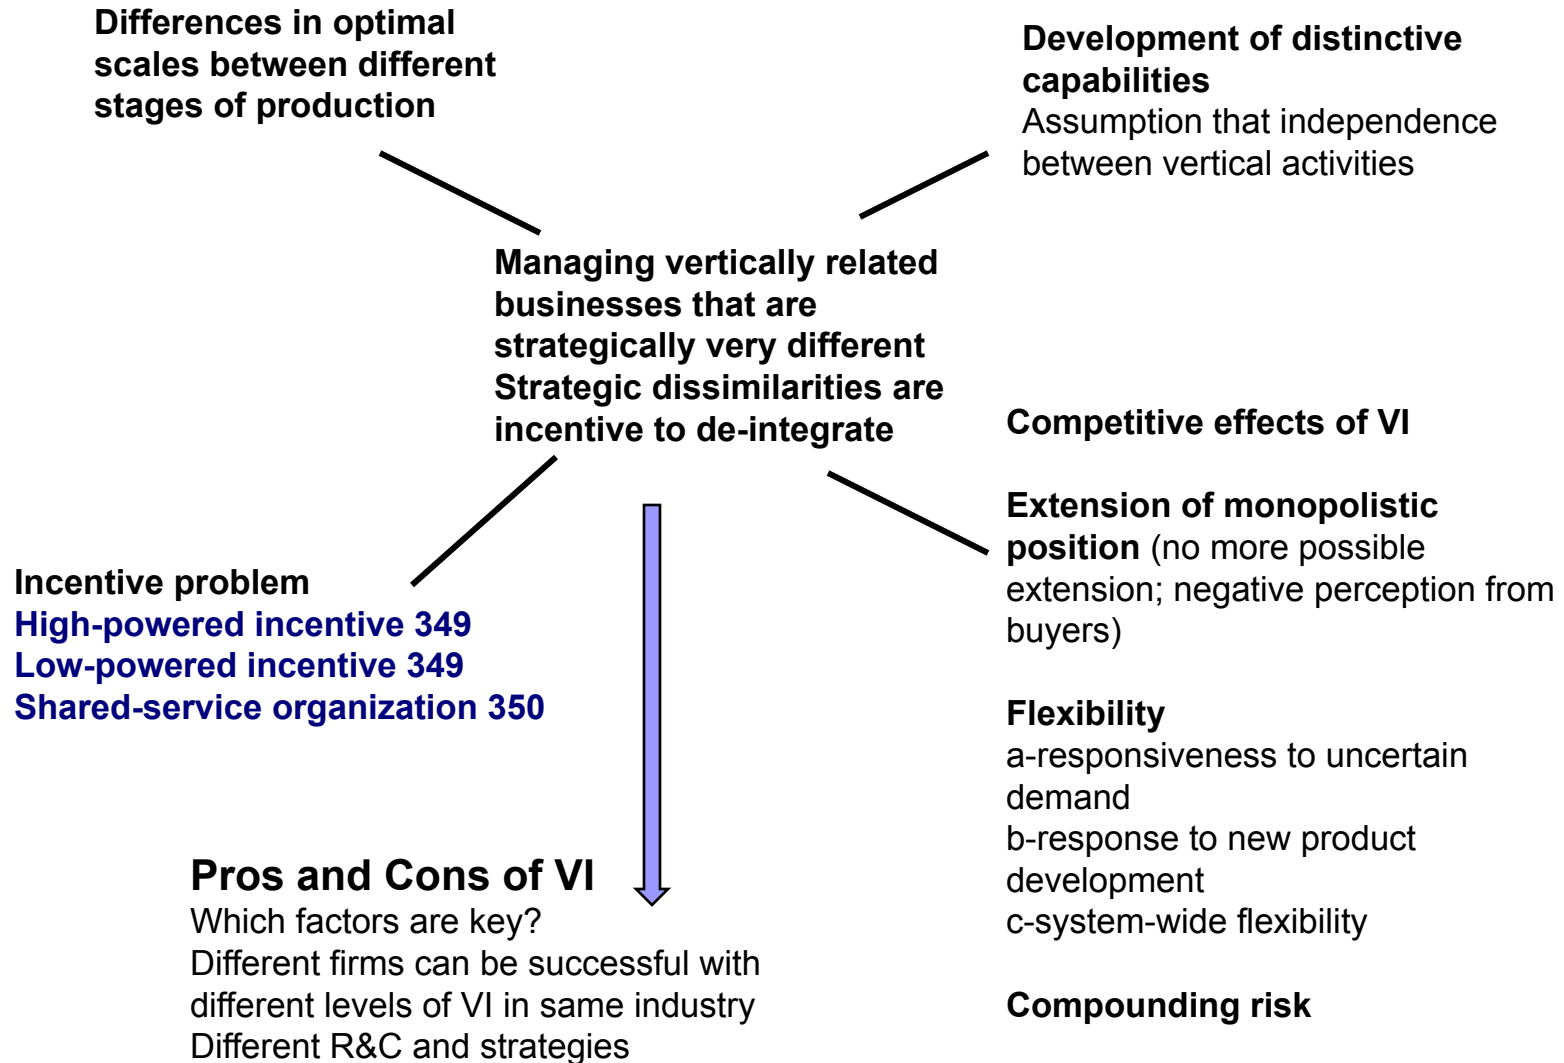 Differences in optimal
scales between different
stages of production
Development of distinctive
capabilities
Assumption that independence
between vertical activities
Managing vertically related
businesses that are
strategically very different
Strategic dissimilarities are
incentive to de-integrate
Competitive effects of VI
Extension of monopolistic
position (no more possible
extension; negative perception from
buyers)
Incentive problem
High-powered incentive 349
Low-powered incentive 349
Shared-service organization 350
Flexibility
a-responsiveness to uncertain
demand
b-response to new product
development
c-system-wide flexibility
Compounding risk
Pros and Cons of VI
Which factors are key?
Different firms can be successful with
different levels of VI in same industry
Different R&C and strategies